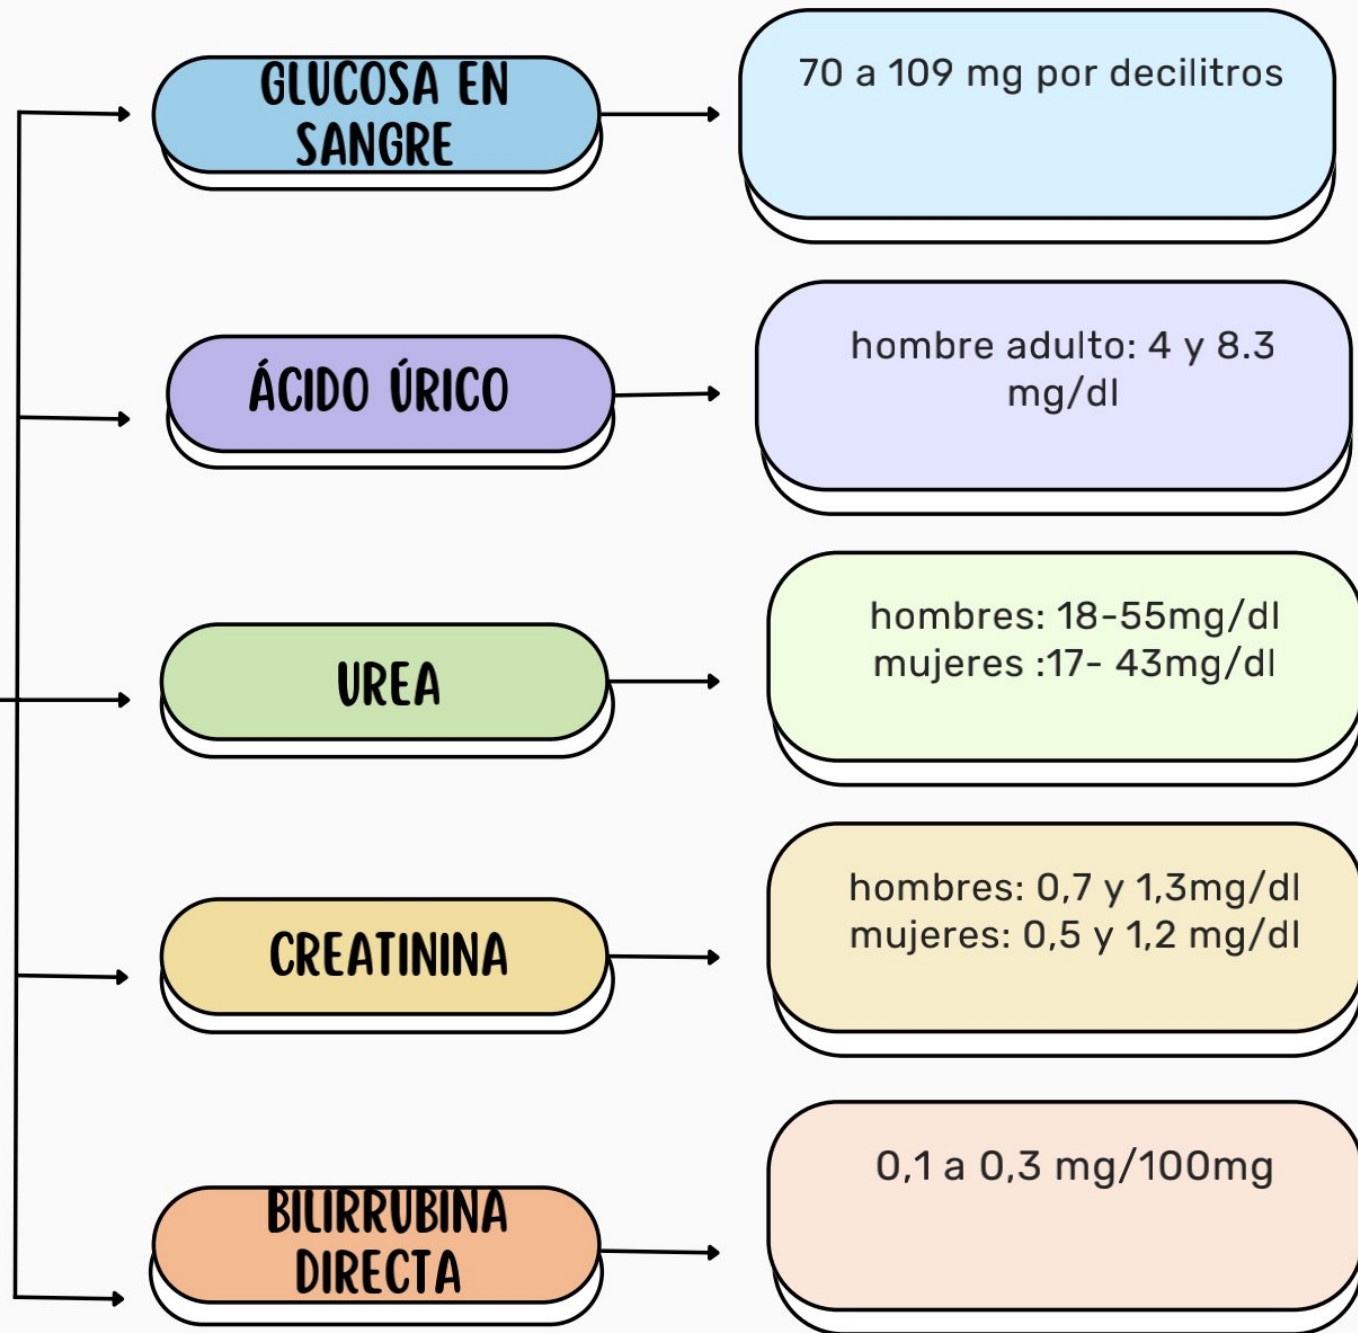 GLUCOSA EN
SANGRE
70 a 109 mg por decilitros
ÁCIDO ÚRICO
hombre adulto: 4 y 8.3
mg/dl
UREA
hombres: 18-55mg/dl
mujeres :17- 43mg/dl
CREATININA
hombres: 0,7 y 1,3mg/dl
mujeres: 0,5 y 1,2 mg/dl
BILIRRUBINA
DIRECTA
0,1 a 0,3 mg/100mg